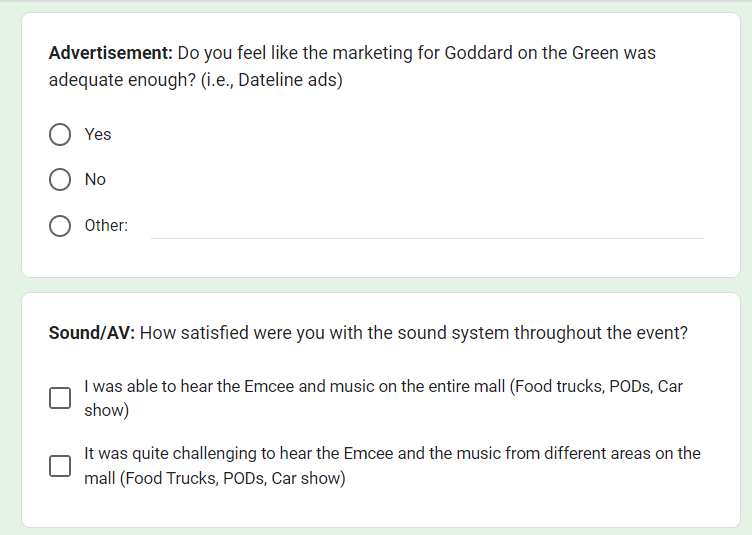 Advertisement: Do you feel like the marketing for Goddard on the Green was
adequate enough? (i.e., Dateline ads)
Yes
No
Other:
Sound/AV: How satisfied were you with the sound system throughout the event?
I was able to hear the Emcee and music on the entire mall (Food trucks, PODs, Car
show)
It was quite challenging to hear the Emcee and the music from different areas on the
mall (Food Trucks, PODs, Car show)